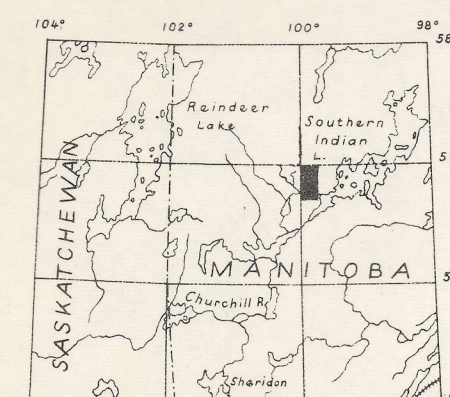 104° 102° 100° 98°
58
Reindeer
Lake
Southern
Indian
L.
5
SASKATCHEWAN
MANITOBA
5
Churchill R.
Sheridon